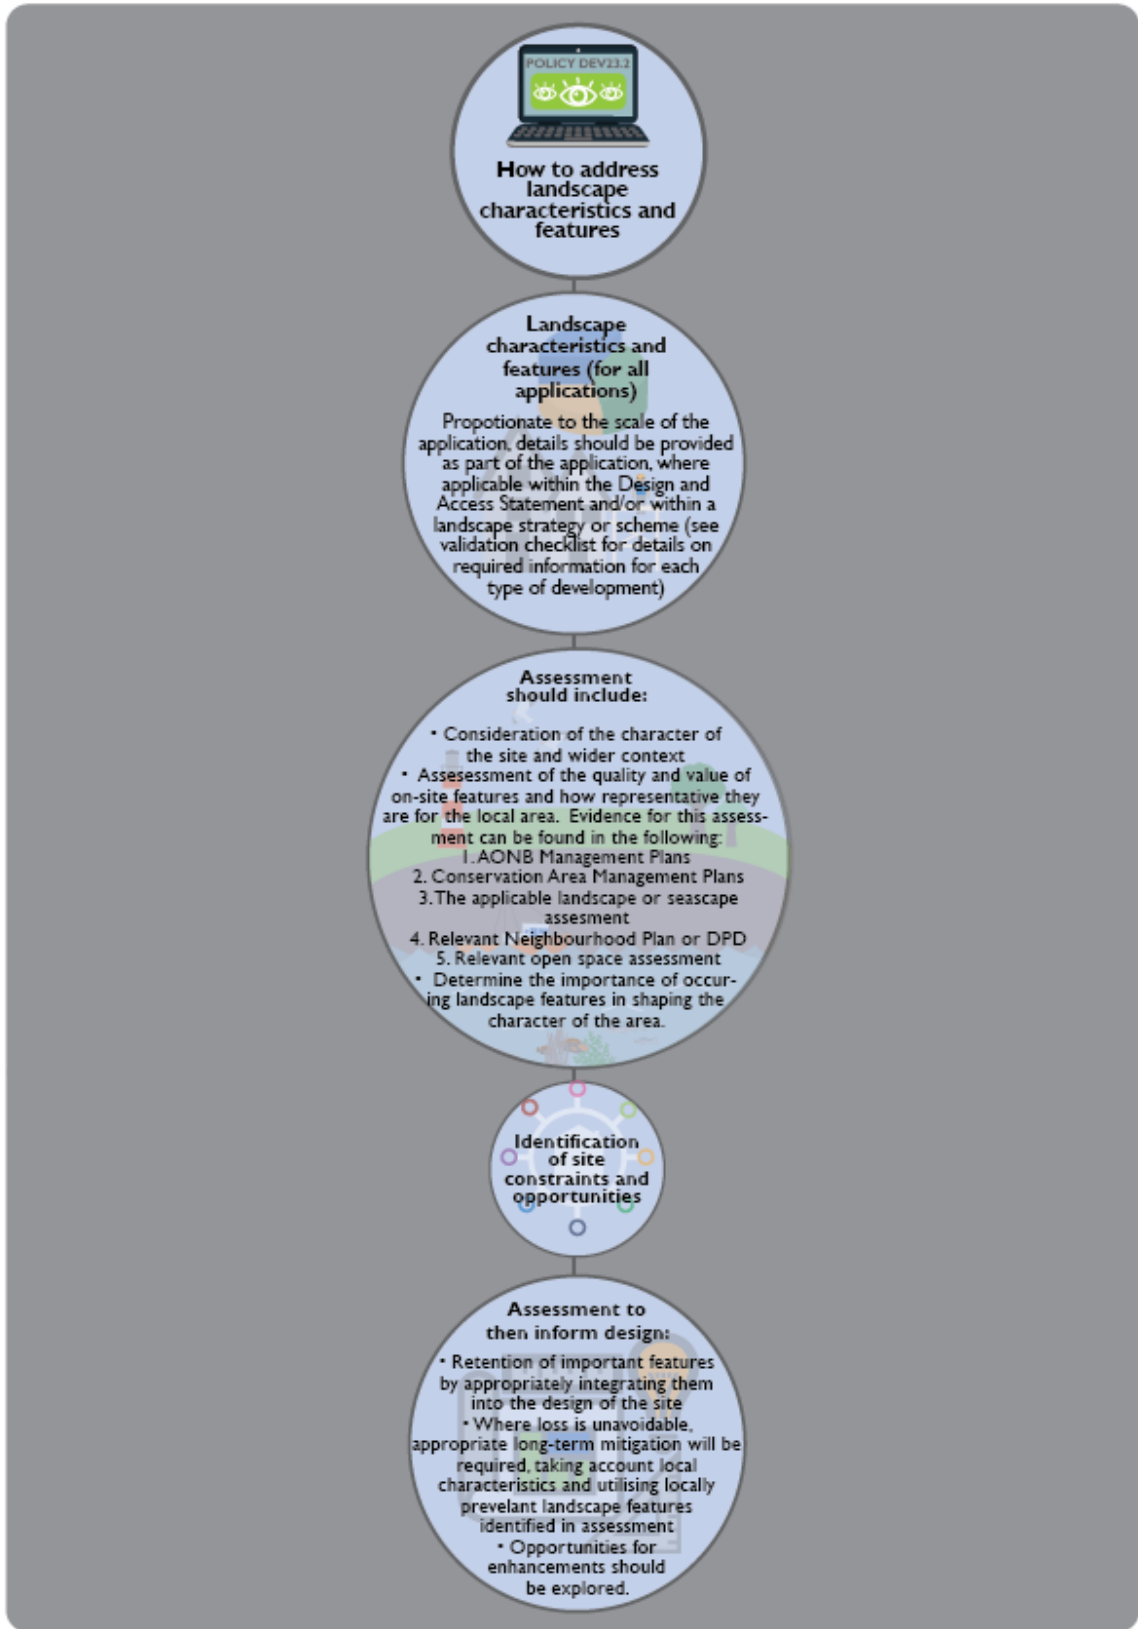 POLICY DEV23.2
How to address
landscape
characteristics and
features
Landscape
characteristics and
features (for all
applications)
Propotionate to the scale of the
application, details should be provided
as part of the application, where
applicable within the Design and
Access Statement and/or within a
landscape strategy or scheme (see
validation checklist for details on
required information for each
type of development)
Assessment
should include:
• Consideration of the character of
the site and wider context
• Assesessment of the quality and value of
on-site features and how representative they
are for the local area. Evidence for this assess-
ment can be found in the following:
1. AONB Management Plans
2. Conservation Area Management Plans
3. The applicable landscape or seascape
assesment
4. Relevant Neighbourhood Plan or DPD
5. Relevant open space assessment
• Determine the importance of occur-
ing landscape features in shaping the
character of the area.
Identification
of site
constraints and
opportunities
Assessment to
then inform design:
• Retention of important features
by appropriately integrating them
into the design of the site
• Where loss is unavoidable,
appropriate long-term mitigation will be
required, taking account local
characteristics and utilising locally
prevelant landscape features
identified in assessment
• Opportunities for
enhancements should
be explored.